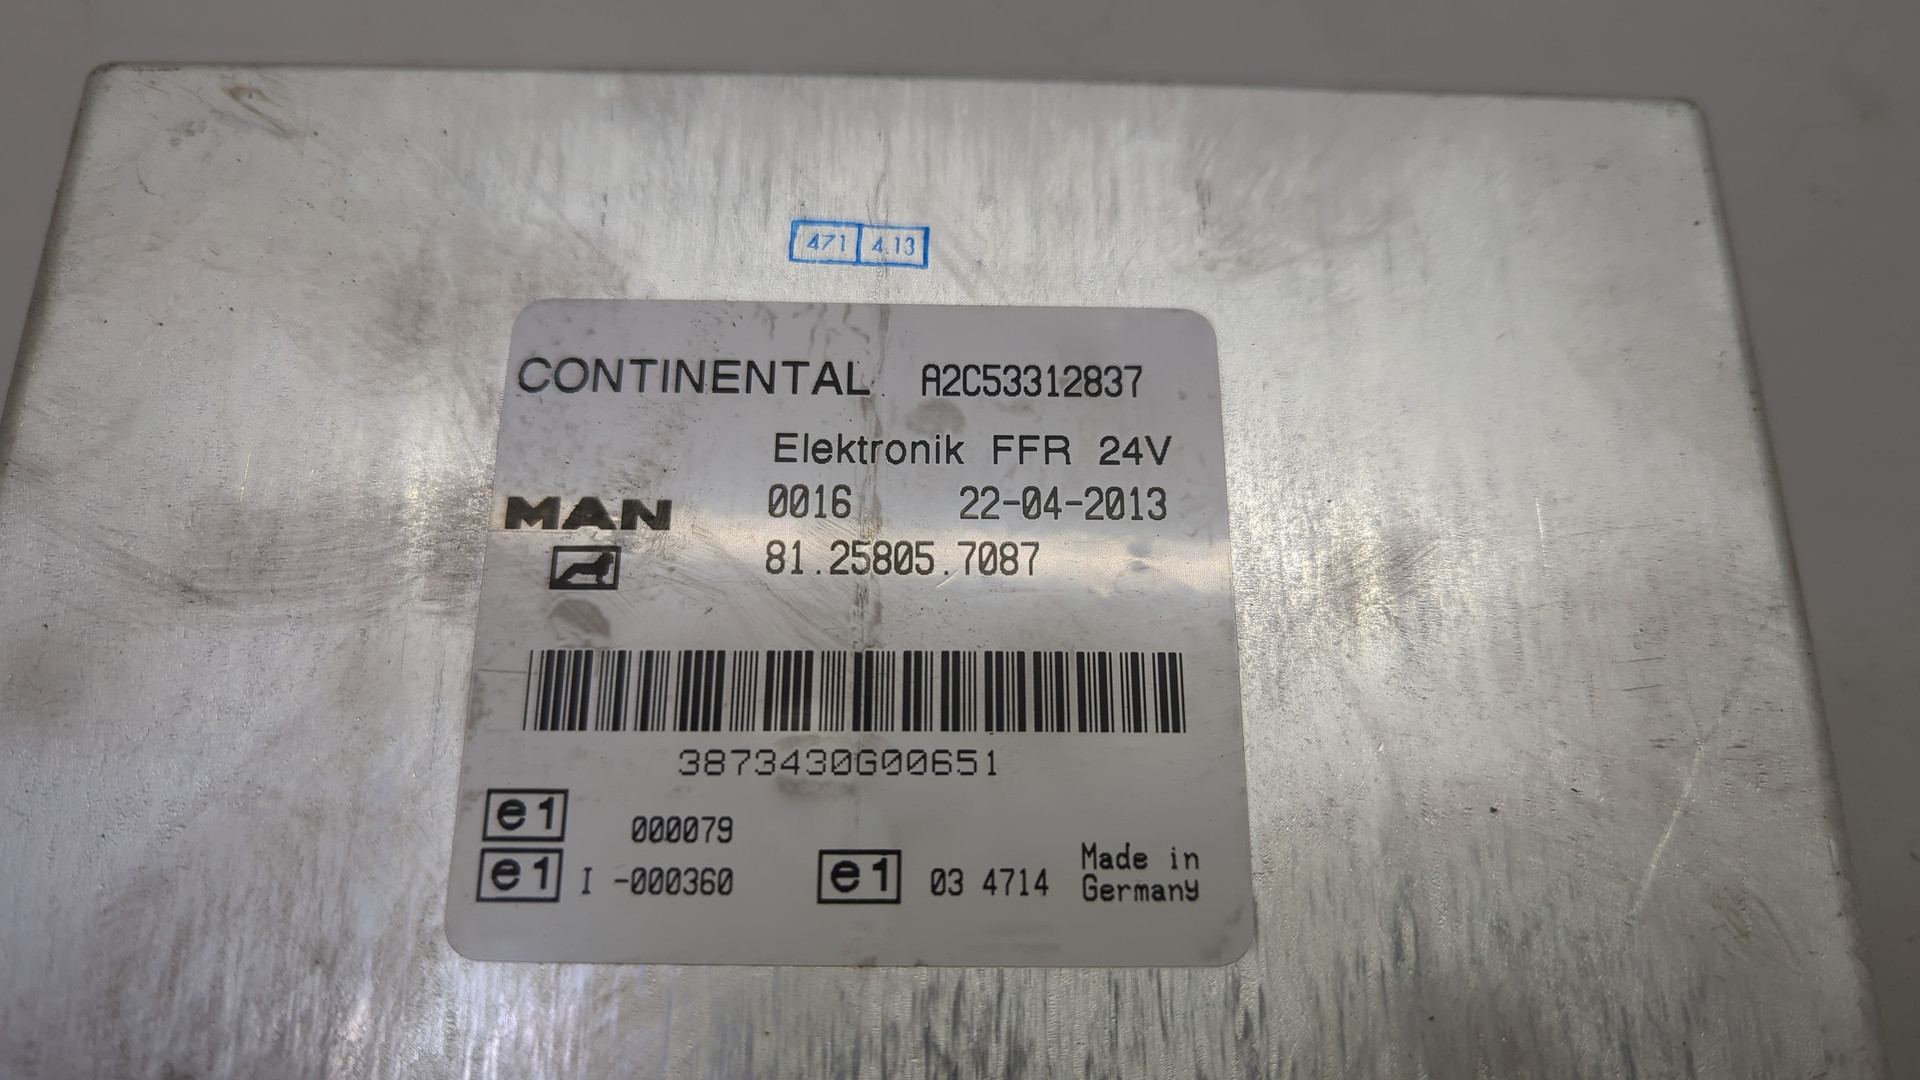 471 4.13
CONTINENTAL A2C53312837
Elektronik FFR 24V
MAN 0016 22-04-2013
81.25805.7087
3873430G00651
e1 000079
e1 I -000360 e1 03 4714 Made in
Germany